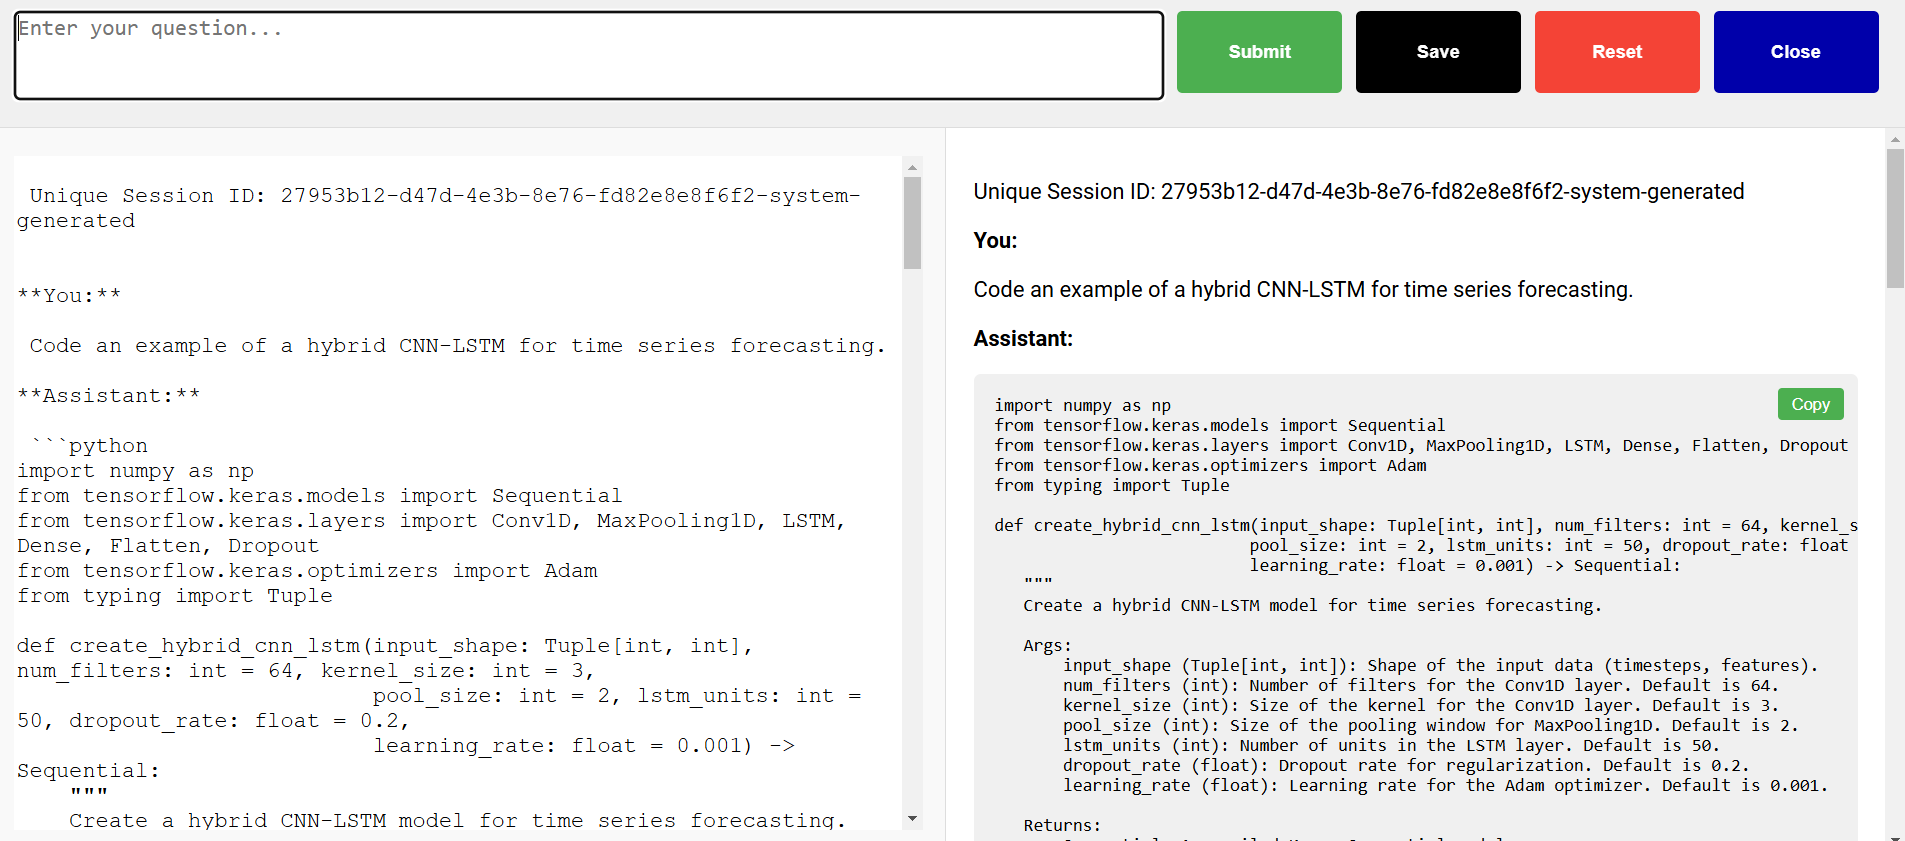 Enter your question...
Submit
Save
Reset
Close
Unique Session ID: 27953b12-d47d-4e3b-8e76-fd82e8e8f6f2-system-
generated
**You:**
Code an example of a hybrid CNN-LSTM for time series forecasting.
**Assistant:**
```python
import numpy as np
from tensorflow.keras.models import Sequential
from tensorflow.keras.layers import Conv1D, MaxPooling1D, LSTM,
Dense, Flatten, Dropout
from tensorflow.keras.optimizers import Adam
from typing import Tuple
def create_hybrid_cnn_lstm(input_shape: Tuple[int, int],
num_filters: int = 64, kernel_size: int = 3,
pool_size: int = 2, lstm_units: int =
50, dropout_rate: float = 0.2,
learning_rate: float = 0.001) ->
Sequential:
"""
Create a hybrid CNN-LSTM model for time series forecasting.
Unique Session ID: 27953b12-d47d-4e3b-8e76-fd82e8e8f6f2-system-generated
You:
Code an example of a hybrid CNN-LSTM for time series forecasting.
Assistant:
Copy
import numpy as np
from tensorflow.keras.models import Sequential
from tensorflow.keras.layers import Conv1D, MaxPooling1D, LSTM, Dense, Flatten, Dropout
from tensorflow.keras.optimizers import Adam
from typing import Tuple
def create_hybrid_cnn_lstm(input_shape: Tuple[int, int], num_filters: int = 64, kernel_s
pool_size: int = 2, lstm_units: int = 50, dropout_rate: float
learning_rate: float = 0.001) -> Sequential:
"""
Create a hybrid CNN-LSTM model for time series forecasting.
Args:
input_shape (Tuple[int, int]): Shape of the input data (timesteps, features).
num_filters (int): Number of filters for the Conv1D layer. Default is 64.
kernel_size (int): Size of the kernel for the Conv1D layer. Default is 3.
pool_size (int): Size of the pooling window for MaxPooling1D. Default is 2.
lstm_units (int): Number of units in the LSTM layer. Default is 50.
dropout_rate (float): Dropout rate for regularization. Default is 0.2.
learning_rate (float): Learning rate for the Adam optimizer. Default is 0.001.
Returns: